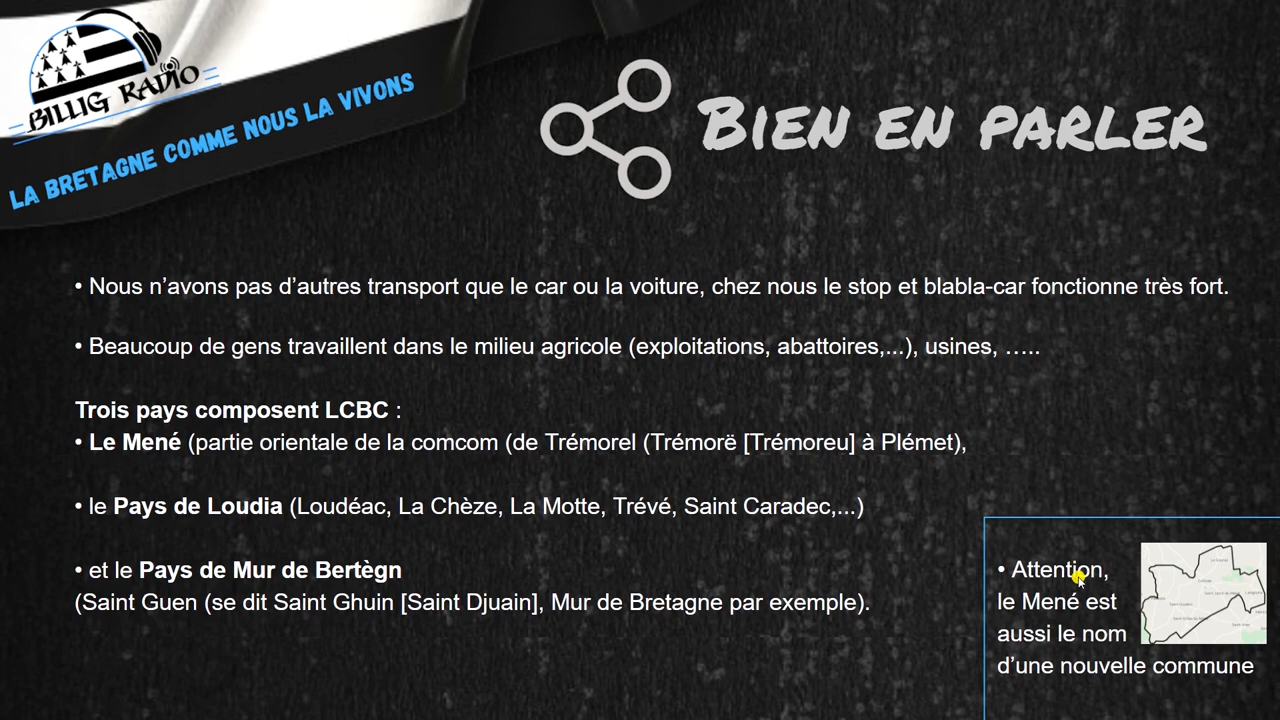 BILLIG RADIO
LA BRETAGNE COMME NOUS LA VIVONS
BIEN EN PARLER
• Nous n’avons pas d’autres transport que le car ou la voiture, chez nous le stop et blabla-car fonctionne très fort.
• Beaucoup de gens travaillent dans le milieu agricole (exploitations, abattoires,...), usines, …..
Trois pays composent LCBC :
• Le Mené (partie orientale de la comcom (de Trémorel (Trémorë [Trémoreu] à Plémet),
• le Pays de Loudia (Loudéac, La Chèze, La Motte, Trévé, Saint Caradec,...)
• et le Pays de Mur de Bertègn
(Saint Guen (se dit Saint Ghuin [Saint Djuain], Mur de Bretagne par exemple).
• Attention,
le Mené est
aussi le nom
d’une nouvelle commune